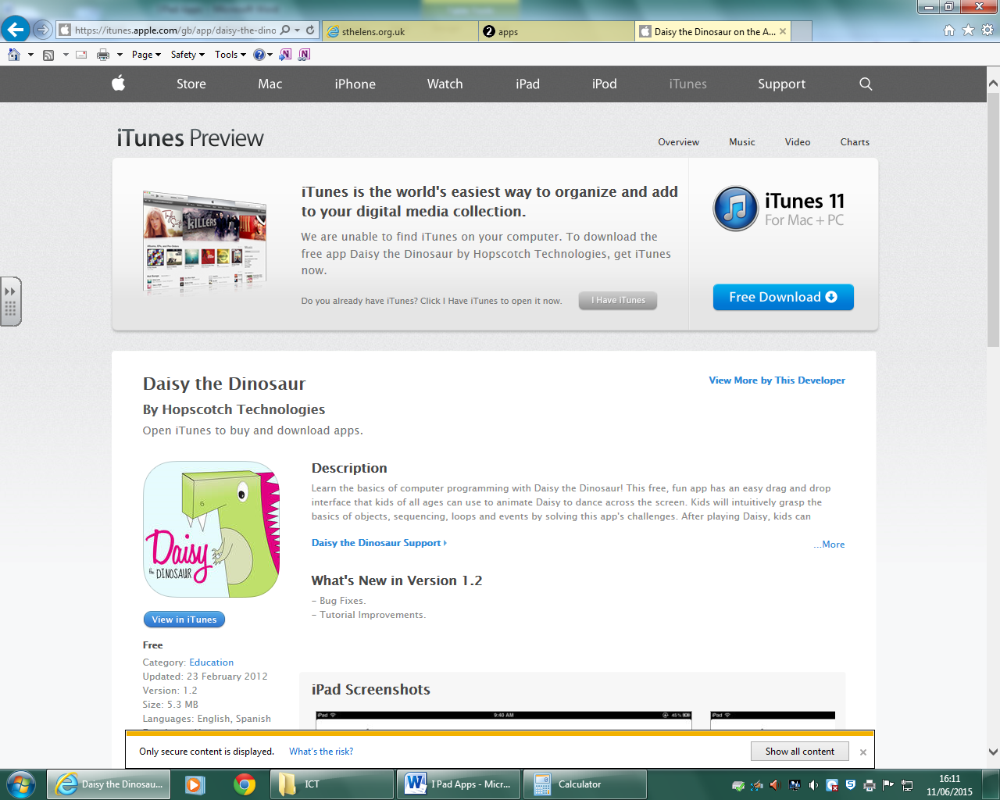 https://itunes.apple.com/gb/app/daisy-the-dino
sthelens.org.uk
apps
Daisy the Dinosaur on the A...
Page
Safety
Tools
Store
Mac
iPhone
Watch
iPad
iPod
iTunes
Support
iTunes Preview
Overview
Music
Video
Charts
iTunes is the world's easiest way to organize and add
to your digital media collection.
We are unable to find iTunes on your computer. To download the
free app Daisy the Dinosaur by Hopscotch Technologies, get iTunes
now.
Do you already have iTunes? Click I Have iTunes to open it now.
I Have iTunes
KILLERS
iTunes 11
For Mac + PC
Free Download
Daisy the Dinosaur
View More by This Developer
By Hopscotch Technologies
Open iTunes to buy and download apps.
Daisy
the DINOSAUR
View in iTunes
Free
Category: Education
Updated: 23 February 2012
Version: 1.2
Size: 5.3 MB
Languages: English, Spanish
Description
Learn the basics of computer programming with Daisy the Dinosaur! This free, fun app has an easy drag and drop
interface that kids of all ages can use to animate Daisy to dance across the screen. Kids will intuitively grasp the
basics of objects, sequencing, loops and events by solving this app's challenges. After playing Daisy, kids can
Daisy the Dinosaur Support
...More
What's New in Version 1.2
- Bug Fixes.
- Tutorial Improvements.
iPad Screenshots
iPad
9:40 AM
45%
iPad
Only secure content is displayed.
What's the risk?
Show all content
Daisy the Dinosau...
ICT
I Pad Apps - Micr...
Calculator
16:11
11/06/2015